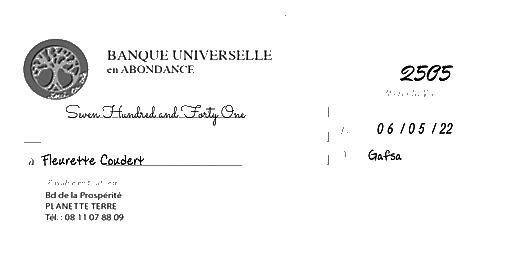 BANQUE UNIVERSELLE
en ABONDANCE
2505
Seven Hundred and Forty One
06/05/22
à Fleurette Coudert
Gafsa
Bd de la Prospérité
PLANETTE TERRE
Tél. : 08 11 07 88 09